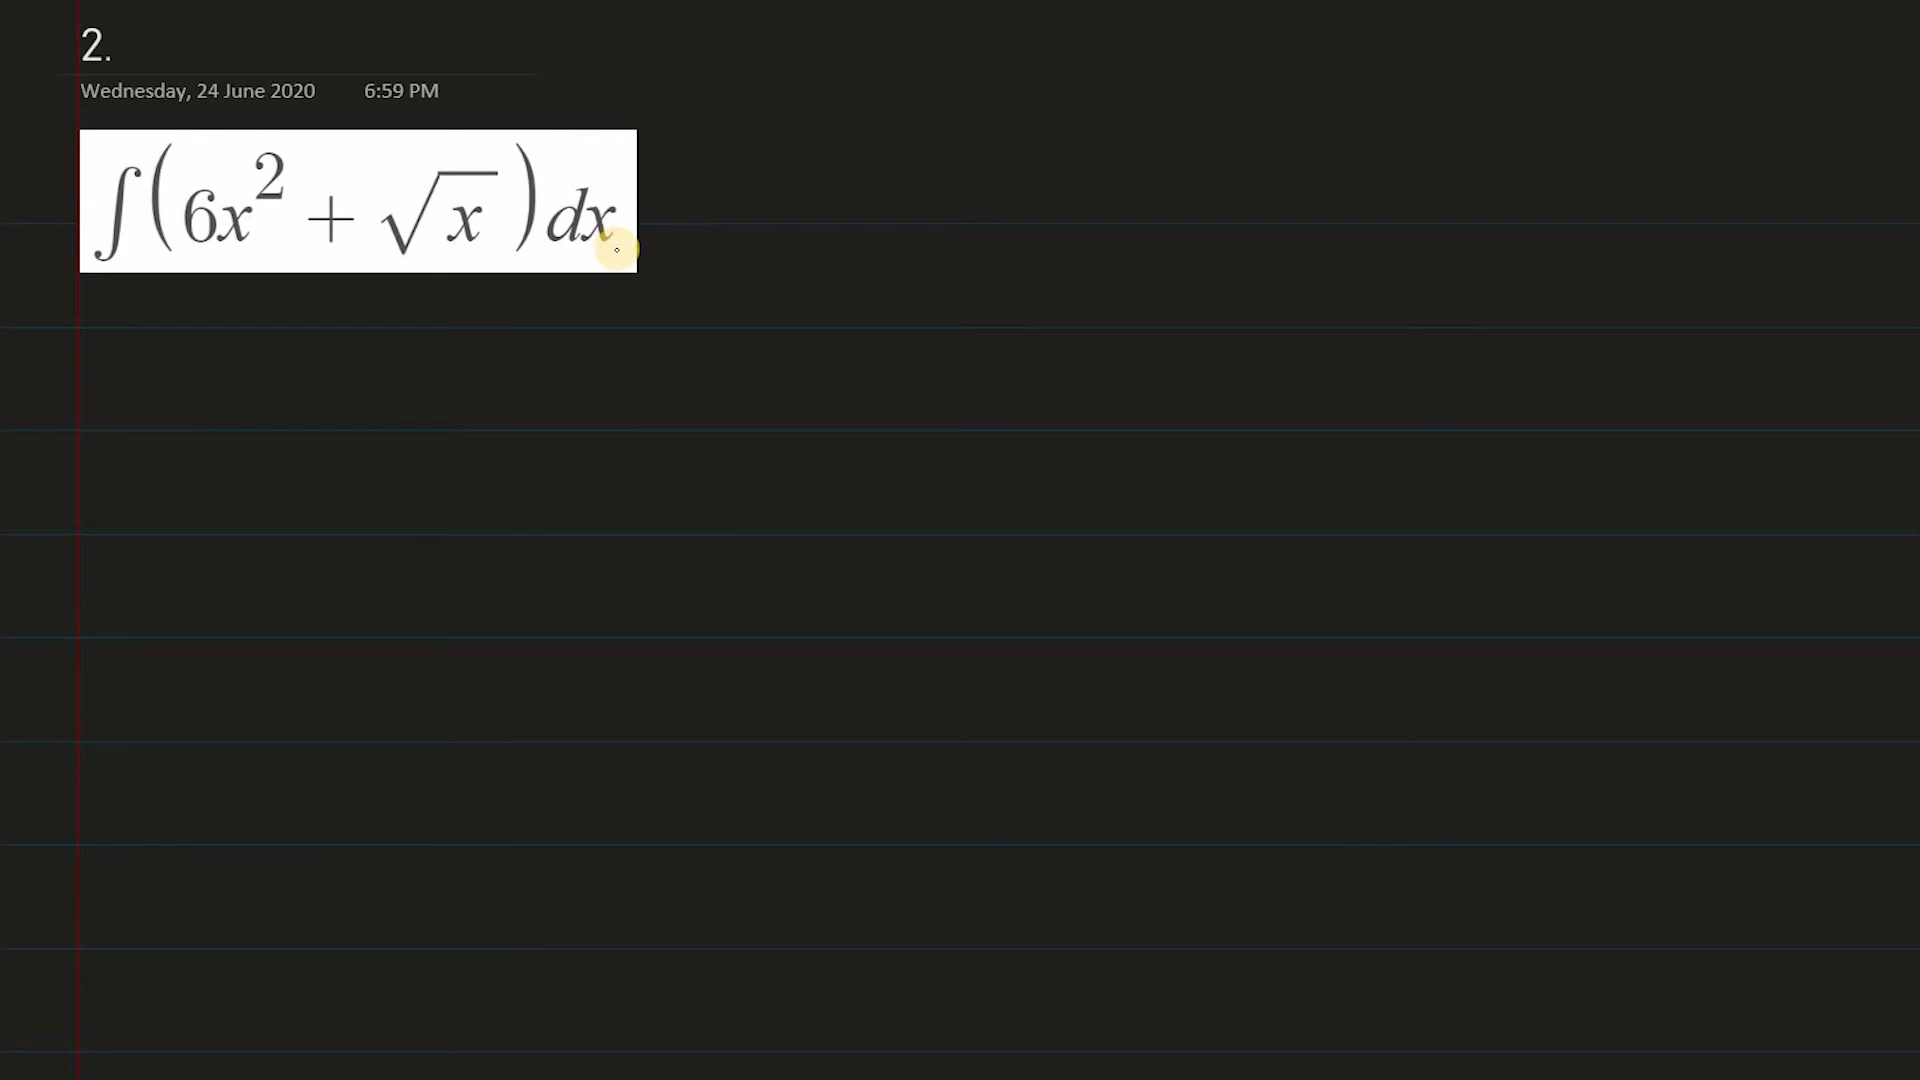 2.
Wednesday, 24 June 2020 6:59 PM
∫(6x² + √x)dx